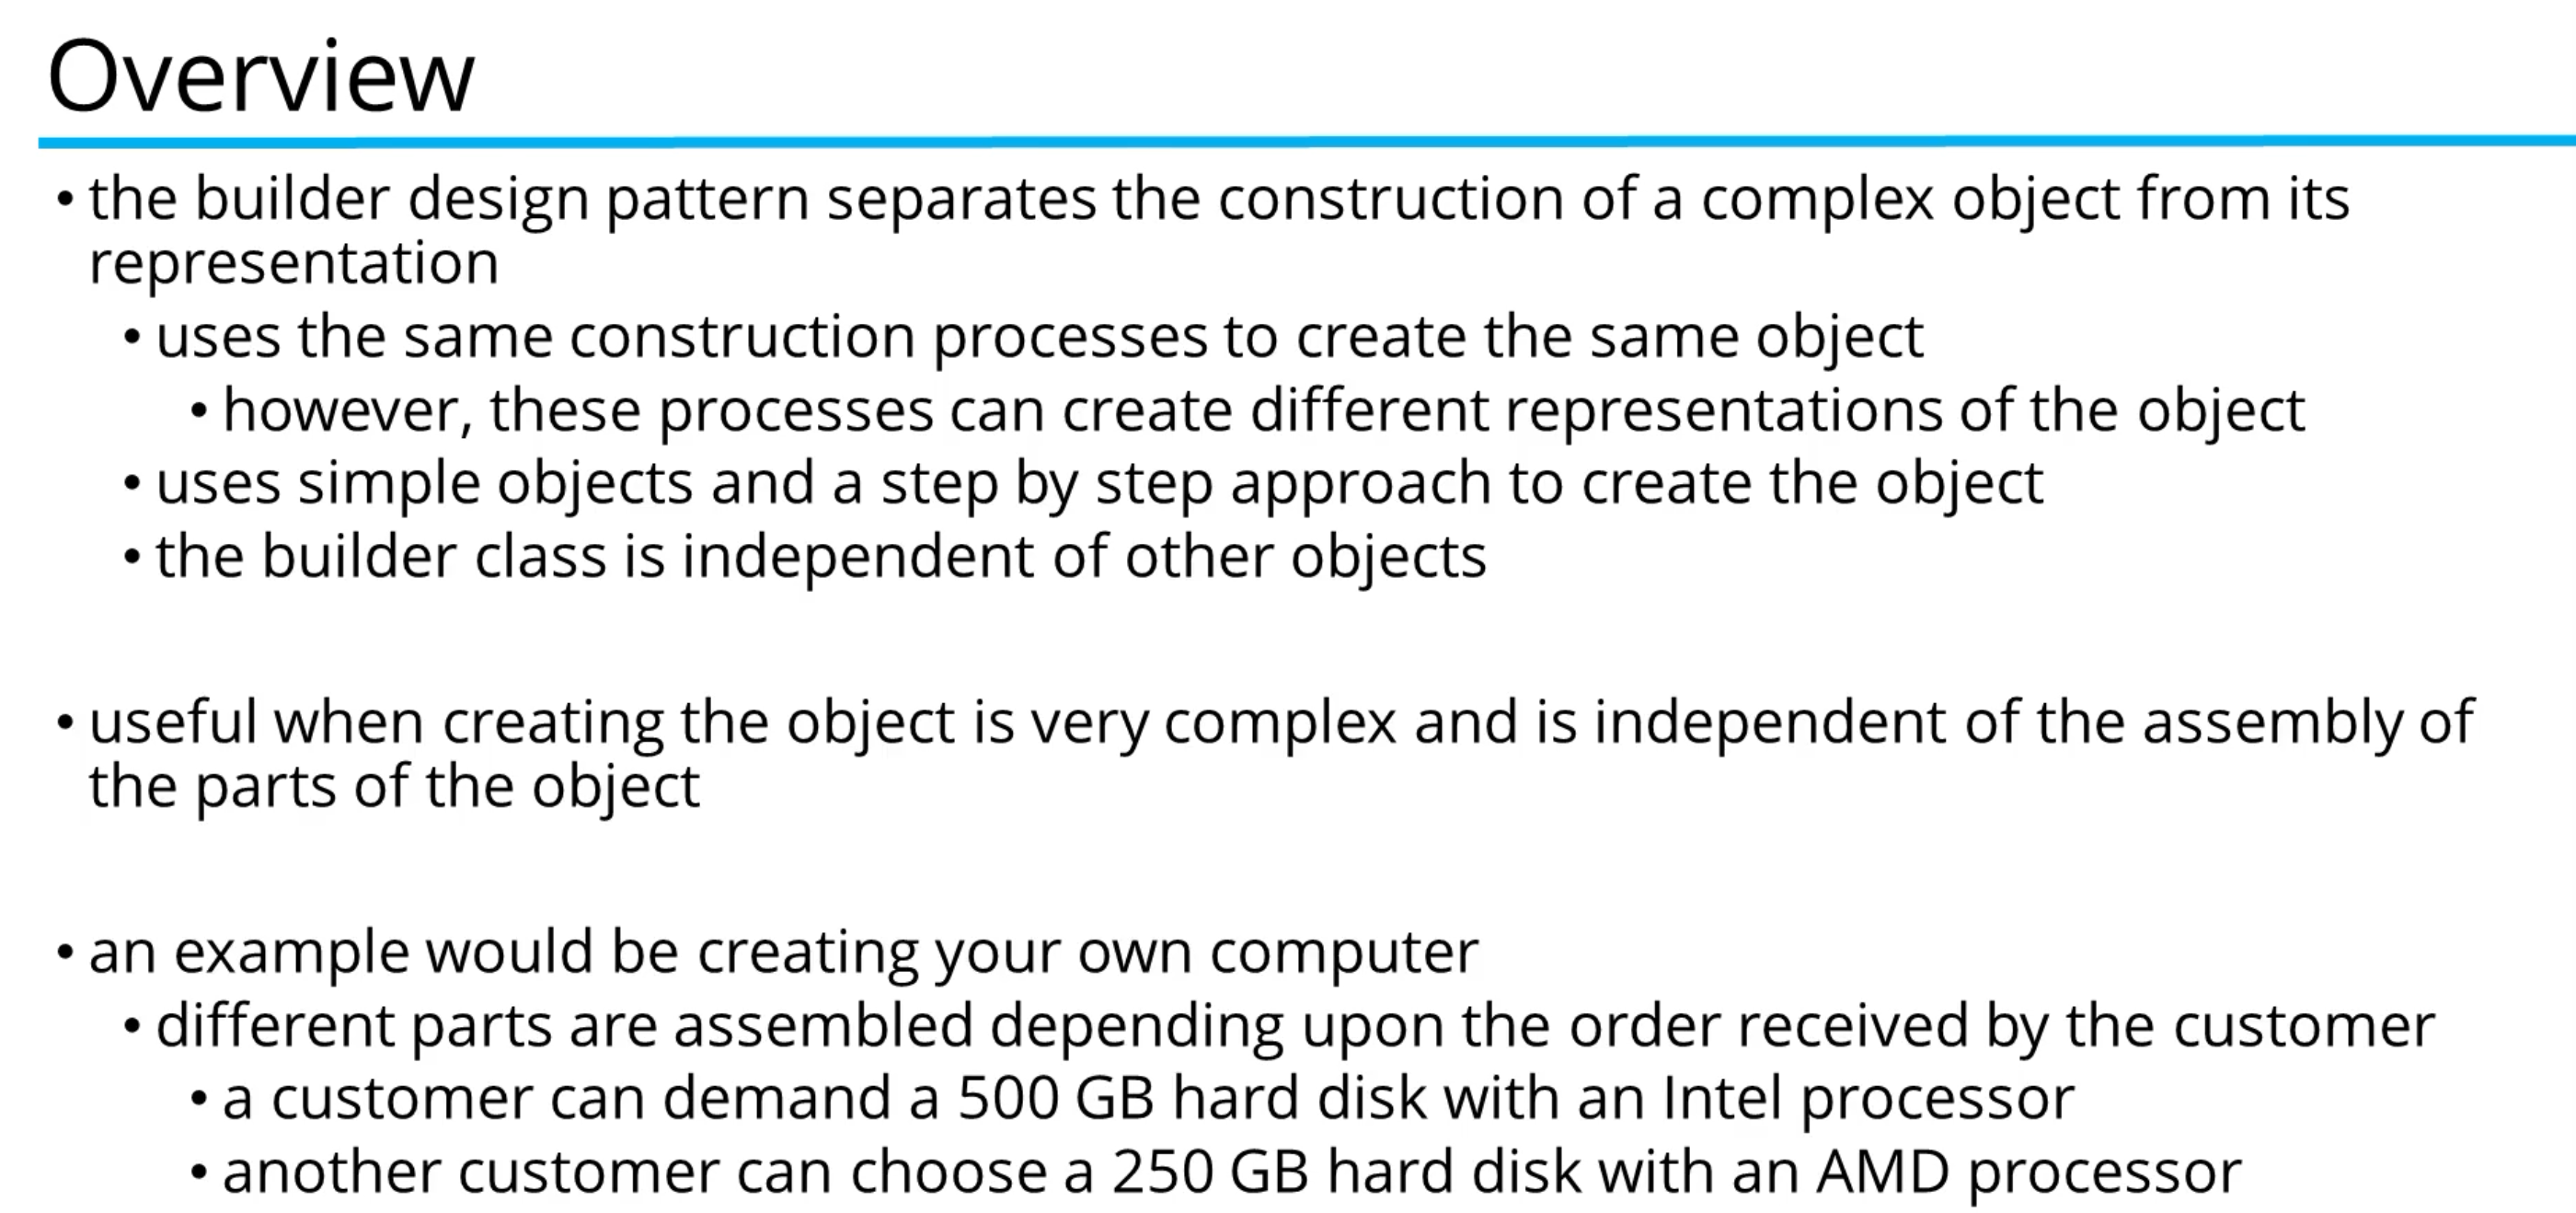 Overview
• the builder design pattern separates the construction of a complex object from its
representation
• uses the same construction processes to create the same object
• however, these processes can create different representations of the object
• uses simple objects and a step by step approach to create the object
• the builder class is independent of other objects
• useful when creating the object is very complex and is independent of the assembly of
the parts of the object
• an example would be creating your own computer
• different parts are assembled depending upon the order received by the customer
• a customer can demand a 500 GB hard disk with an Intel processor
• another customer can choose a 250 GB hard disk with an AMD processor